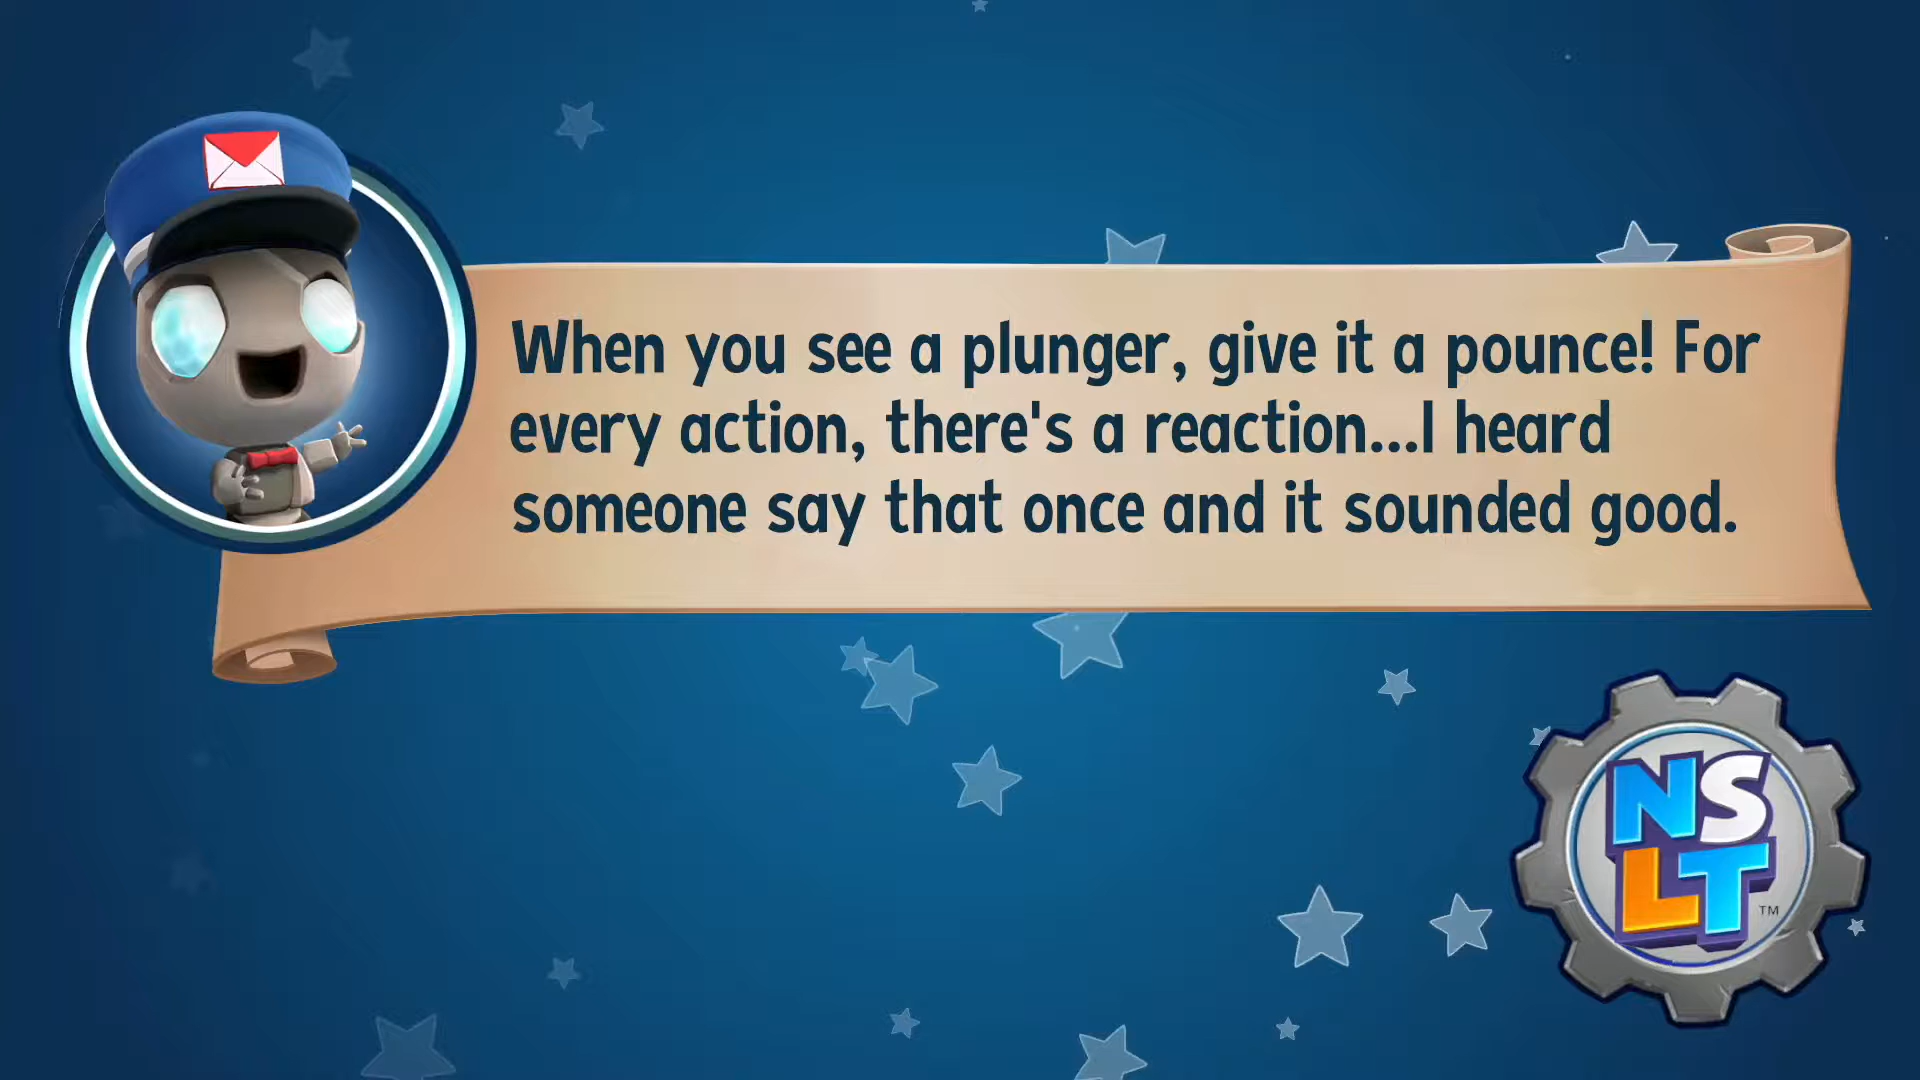 When you see a plunger, give it a pounce! For
every action, there's a reaction...I heard
someone say that once and it sounded good.
NS
LT
TM